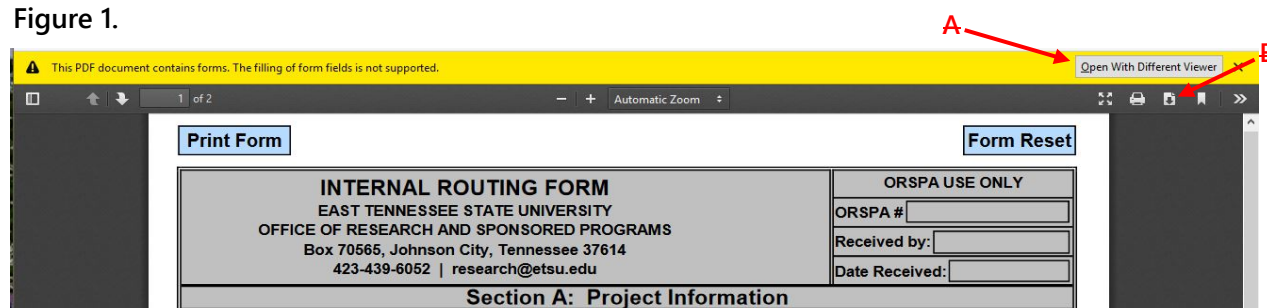 Figure 1.
A
This PDF document contains forms. The filling of form fields is not supported.
Open With Different Viewer
1 of 2
Automatic Zoom
Print Form
Form Reset
INTERNAL ROUTING FORM
EAST TENNESSEE STATE UNIVERSITY
OFFICE OF RESEARCH AND SPONSORED PROGRAMS
Box 70565, Johnson City, Tennessee 37614
423-439-6052 | research@etsu.edu
ORSPA USE ONLY
ORSPA #
Received by:
Date Received:
Section A: Project Information